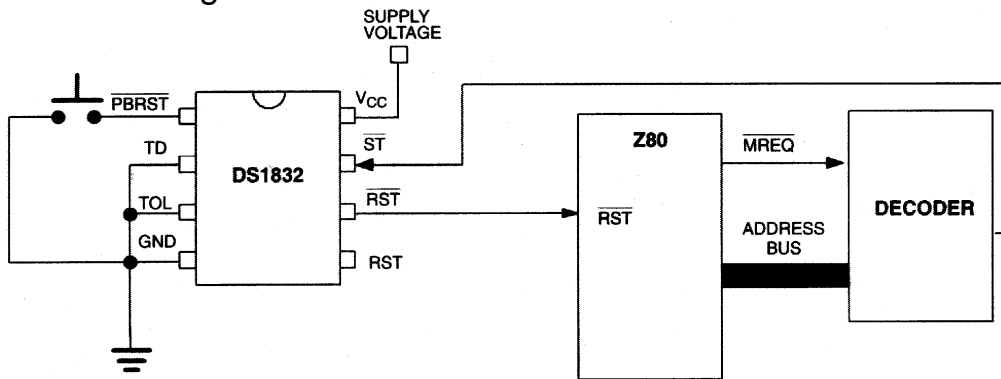 SUPPLY
VOLTAGE
PBRST
VCC
TD
ST
DS1832
TOL
RST
GND
RST
Z80
MREQ
RST
ADDRESS
BUS
DECODER